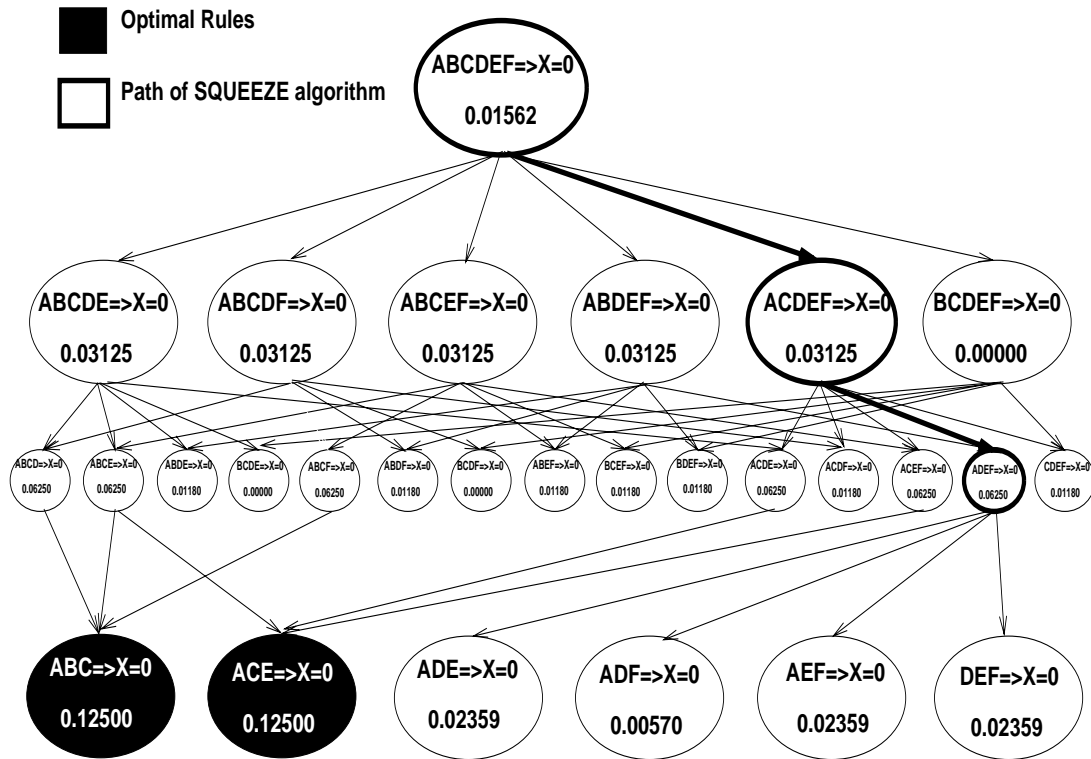 Optimal Rules
Path of SQUEEZE algorithm
ABCDEF=>X=0
0.01562
ABCDE=>X=0
0.03125
ABCDF=>X=0
0.03125
ABCEF=>X=0
0.03125
ABDEF=>X=0
0.03125
ACDEF=>X=0
0.03125
BCDEF=>X=0
0.00000
ABCD=>X=0
0.06250
ABCE=>X=0
0.06250
ABDE=>X=0
0.01180
BCDE=>X=0
0.00000
ABCF=>X=0
0.06250
ABDF=>X=0
0.01180
BCDF=>X=0
0.00000
ABEF=>X=0
0.01180
BCEF=>X=0
0.01180
BDEF=>X=0
0.01180
ACDE=>X=0
0.06250
ACDF=>X=0
0.01180
ACEF=>X=0
0.06250
ADEF=>X=0
0.06250
CDEF=>X=0
0.01180
ABC=>X=0
0.12500
ACE=>X=0
0.12500
ADE=>X=0
0.02359
ADF=>X=0
0.00570
AEF=>X=0
0.02359
DEF=>X=0
0.02359